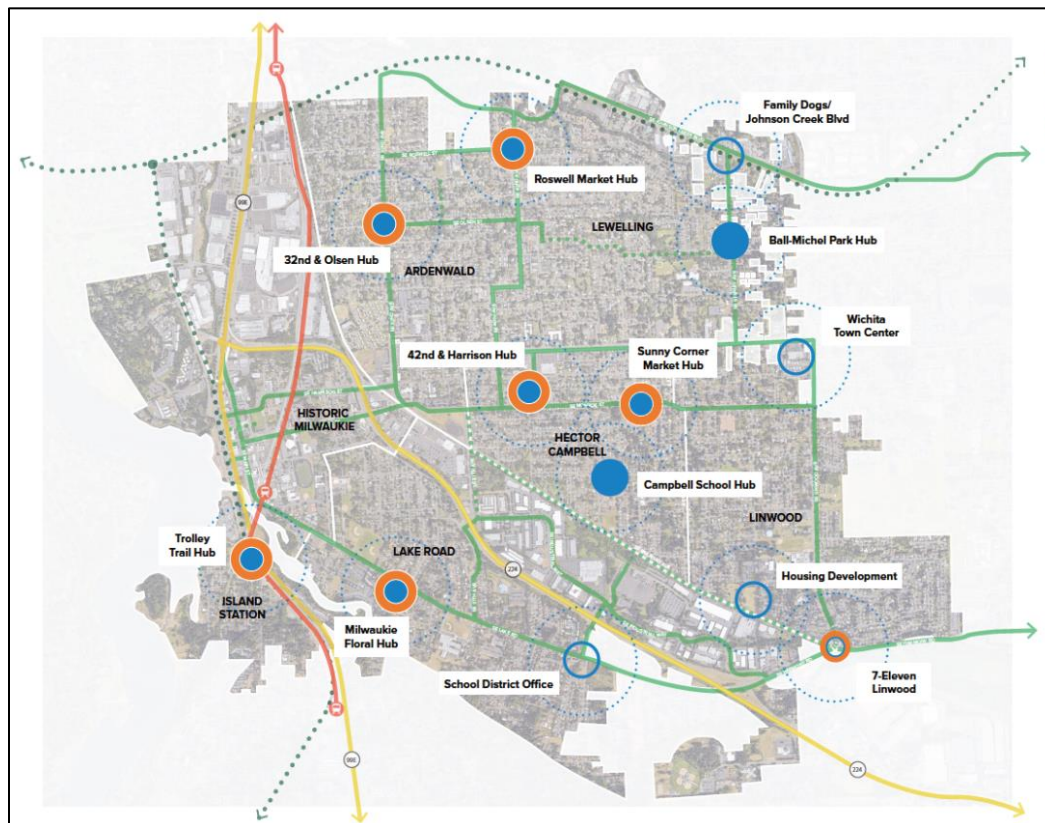 Family Dogs/
Johnson Creek Blvd
Roswell Market Hub
99E
LEWELLING
Ball-Michel Park Hub
32nd & Olsen Hub
ARDENWALD
Wichita
Town Center
42nd & Harrison Hub
Sunny Corner
Market Hub
HISTORIC
MILWAUKIE
HECTOR
CAMPBELL
Campbell School Hub
LINWOOD
Trolley
Trail Hub
LAKE ROAD
224
Housing Development
ISLAND
STATION
Milwaukie
Floral Hub
School District Office
7-Eleven
Linwood
99E
224